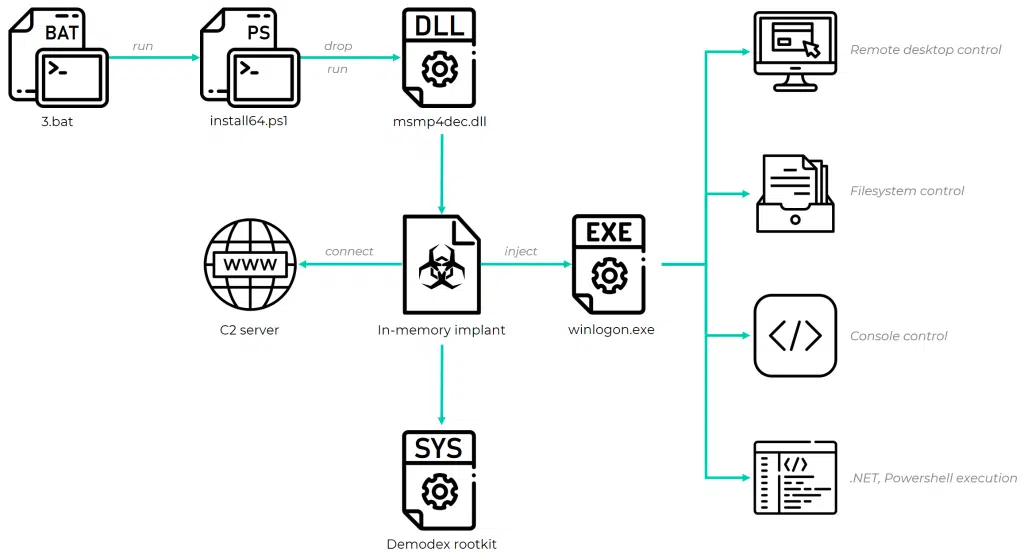 BAT
run
PS
drop
run
DLL
3.bat
install64.ps1
msmp4dec.dll
Remote desktop control
Filesystem control
WWW
connect
inject
EXE
C2 server
In-memory implant
winlogon.exe
</>
Console control
SYS
</>
.NET, Powershell execution
Demodex rootkit